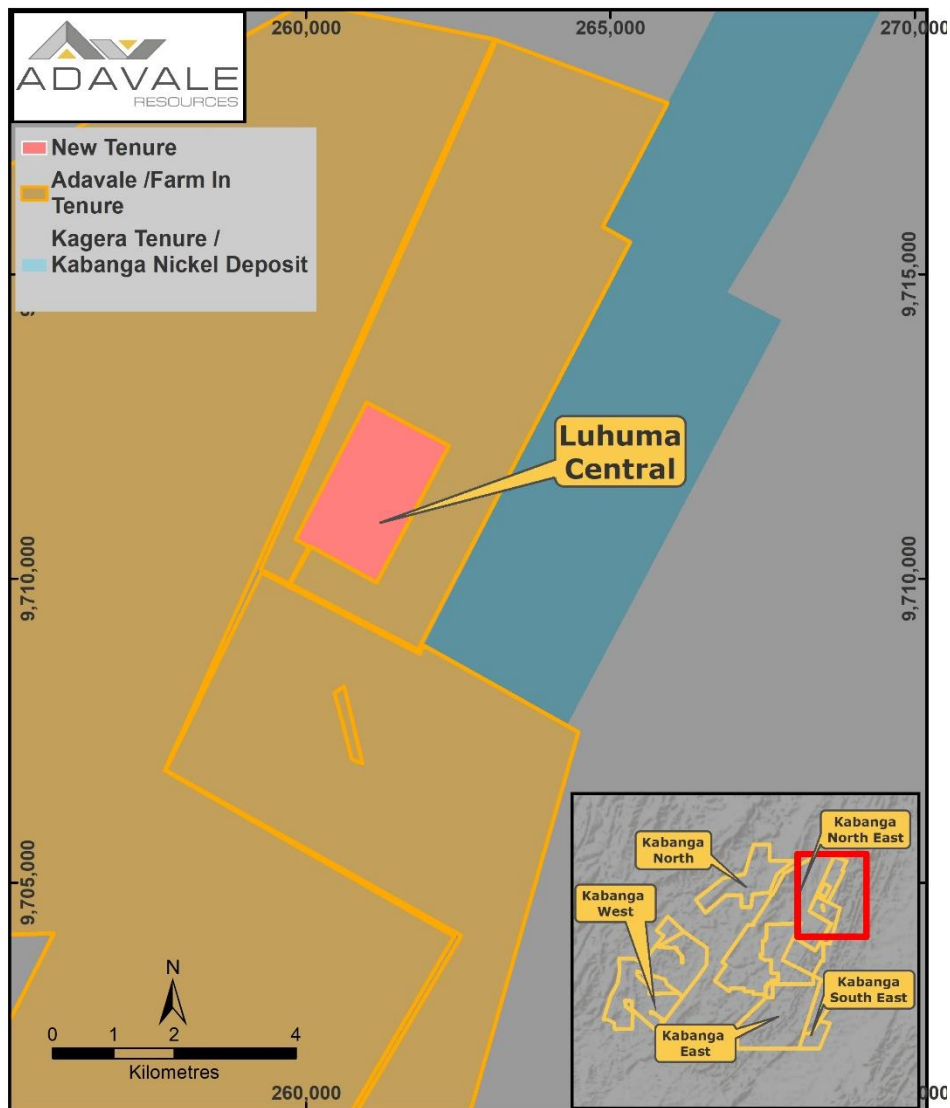 260,000
265,000
270,000
ADAVALE
RESOURCES
New Tenure
Adavale /Farm In
Tenure
Kagera Tenure /
Kabanga Nickel Deposit
9,715,000
Luhuma
Central
9,710,000
9,710,000
9,705,000
N
0 1 2 4
Kilometres
260,000
Kabanga
North
Kabanga
North East
Kabanga
West
Kabanga
South East
Kabanga
East